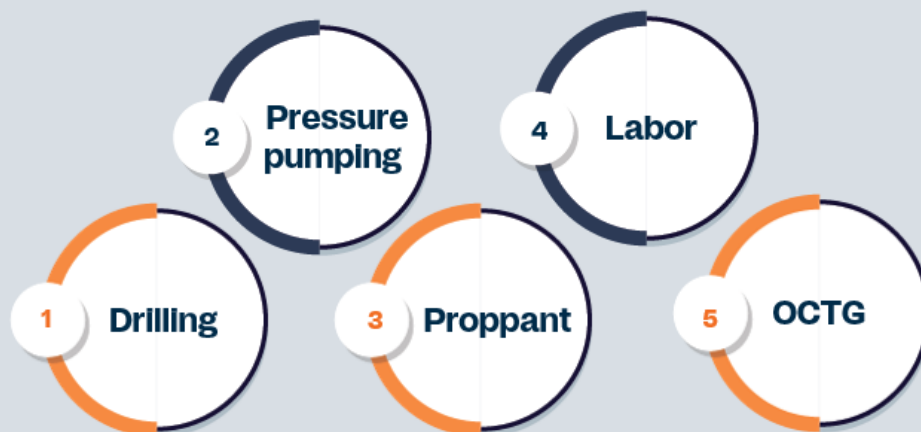 1
Drilling
2
Pressure
pumping
3
Proppant
4
Labor
5
OCTG